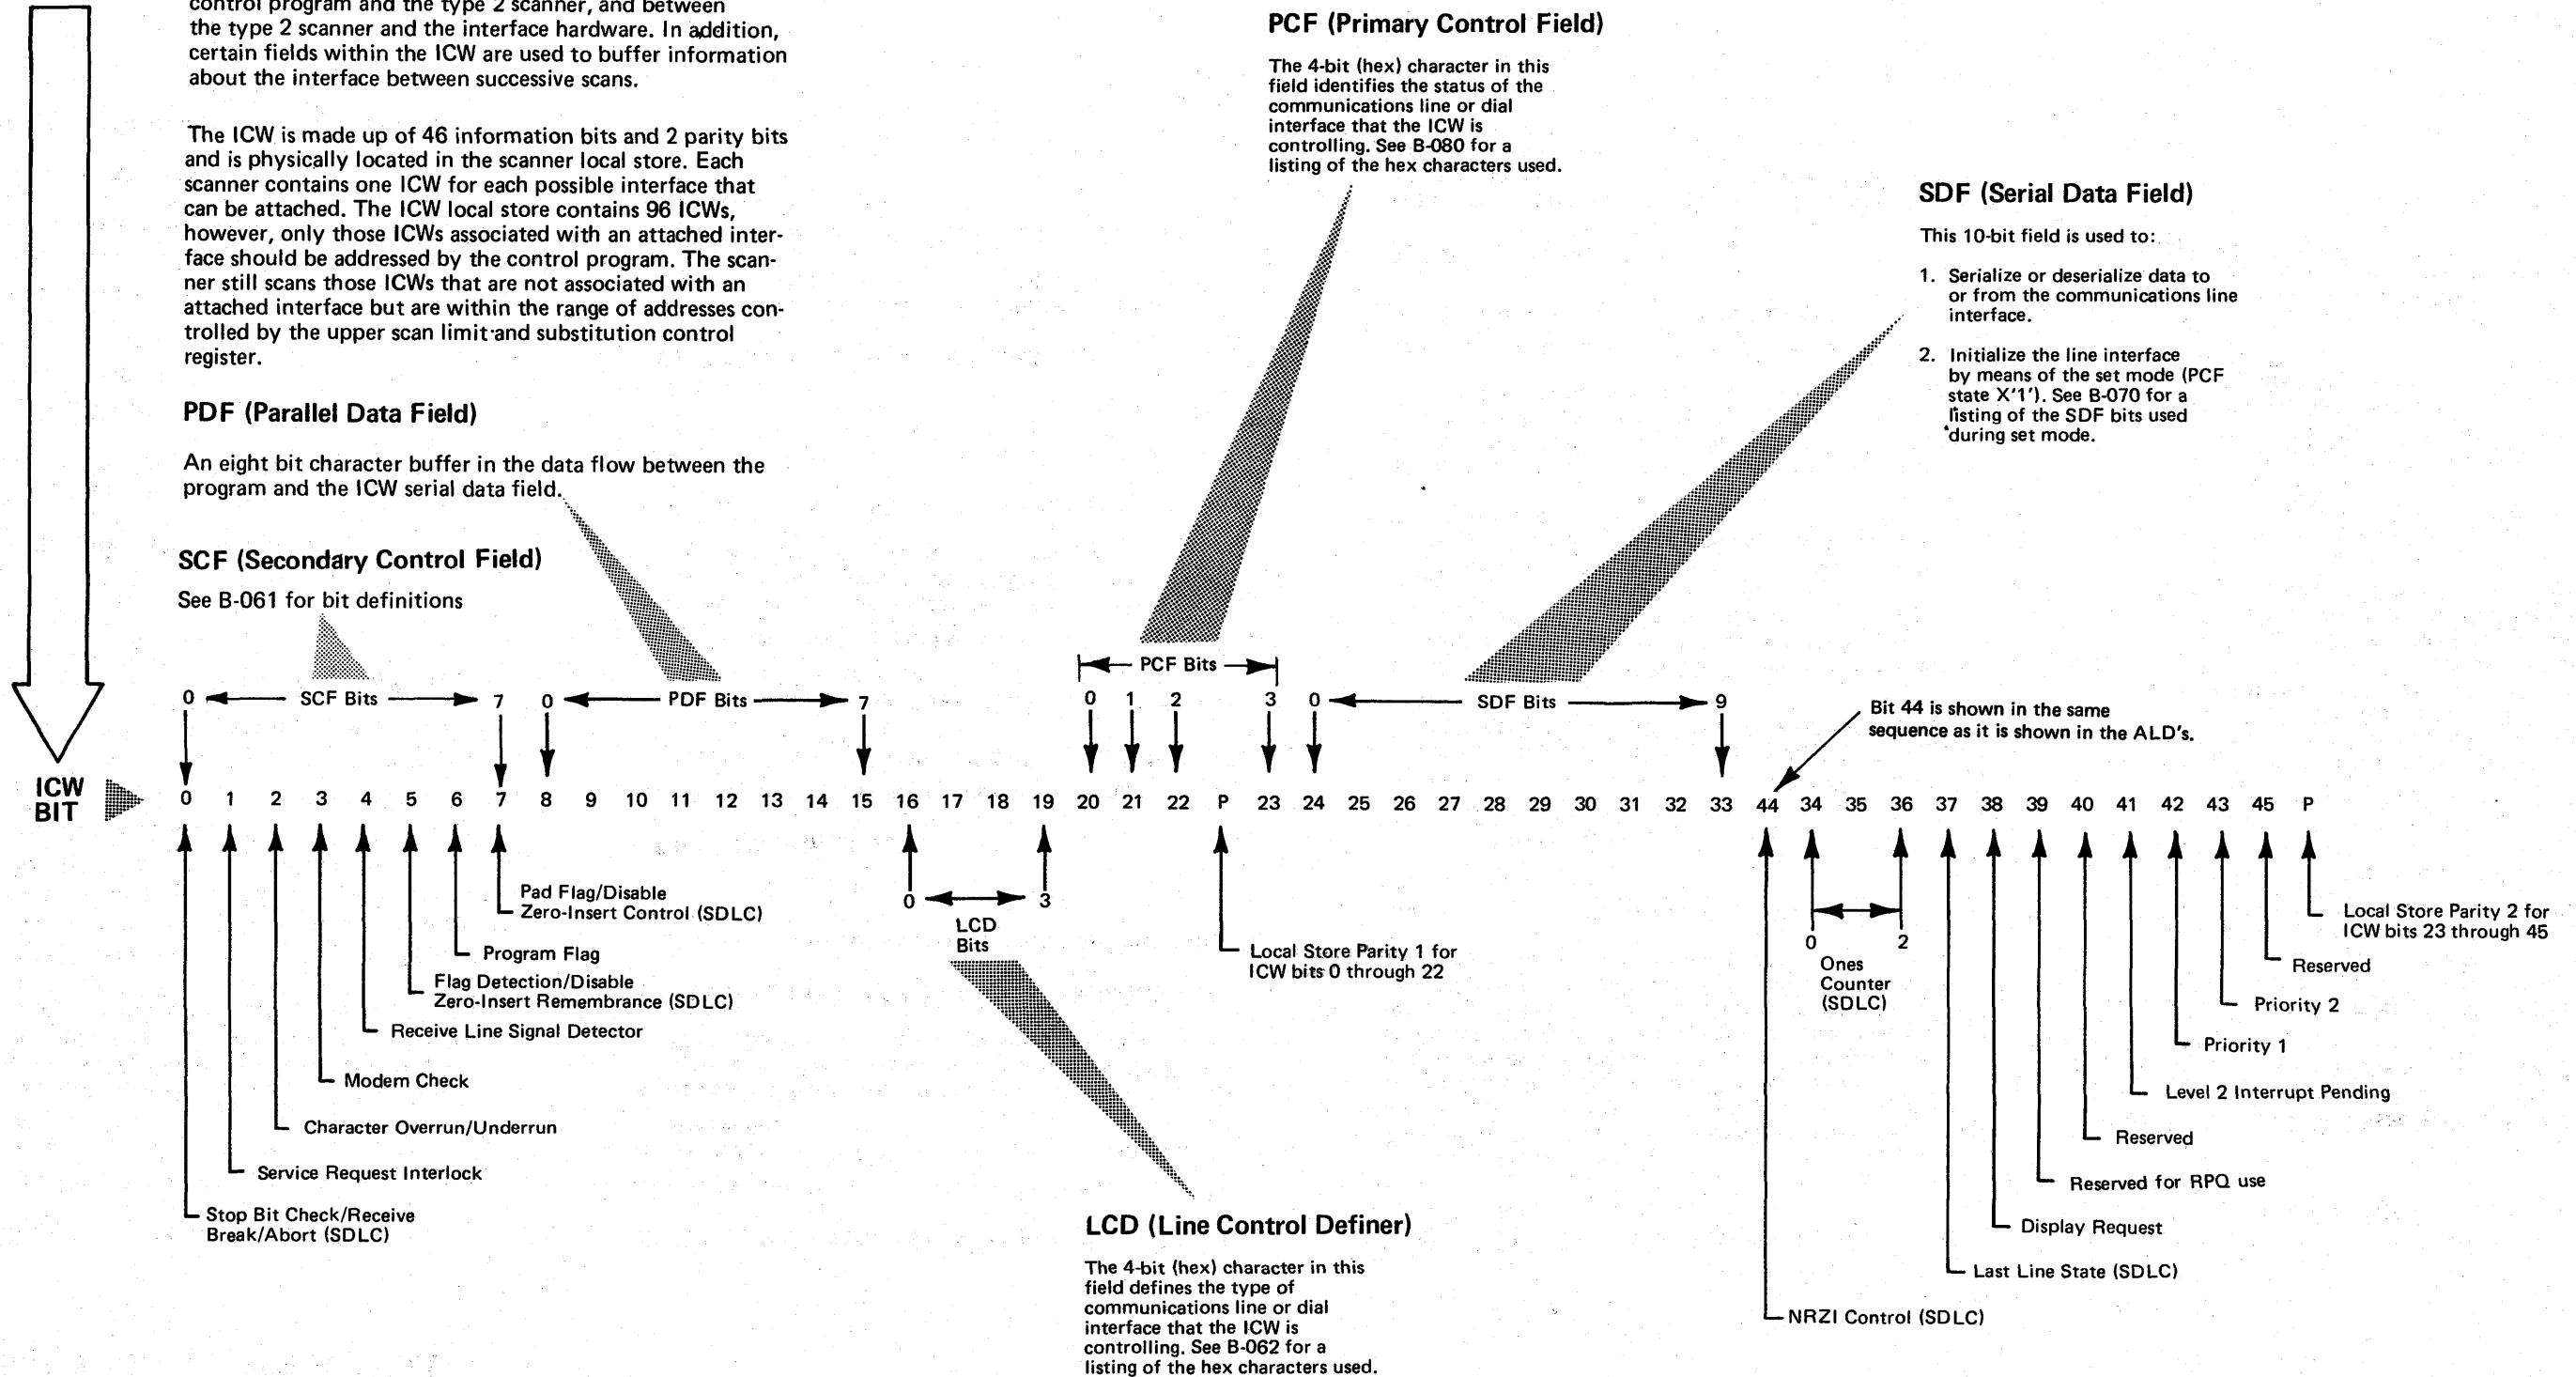 control program and the type 2 scanner, and between
the type 2 scanner and the interface hardware. In addition,
certain fields within the ICW are used to buffer information
about the interface between successive scans.
The ICW is made up of 46 information bits and 2 parity bits
and is physically located in the scanner local store. Each
scanner contains one ICW for each possible interface that
can be attached. The ICW local store contains 96 ICWs,
however, only those ICWs associated with an attached inter-
face should be addressed by the control program. The scan-
ner still scans those ICWs that are not associated with an
attached interface but are within the range of addresses con-
trolled by the upper scan limit and substitution control
register.
PDF (Parallel Data Field)
An eight bit character buffer in the data flow between the
program and the ICW serial data field.
SCF (Secondary Control Field)
See B-061 for bit definitions
PCF (Primary Control Field)
The 4-bit (hex) character in this
field identifies the status of the
communications line or dial
interface that the ICW is
controlling. See B-080 for a
listing of the hex characters used.
SDF (Serial Data Field)
This 10-bit field is used to:
1. Serialize or deserialize data to
or from the communications line
interface.
2. Initialize the line interface
by means of the set mode (PCF
state X'1'). See B-070 for a
listing of the SDF bits used
during set mode.
PCF Bits
0 SCF Bits 7 0 PDF Bits 7 0 1 2 3 0 SDF Bits 9
Bit 44 is shown in the same
sequence as it is shown in the ALD's.
ICW
BIT
0 1 2 3 4 5 6 7 8 9 10 11 12 13 14 15 16 17 18 19 20 21 22 P 23 24 25 26 27 28 29 30 31 32 33 44 34 35 36 37 38 39 40 41 42 43 45 P
Pad Flag/Disable
Zero-Insert Control (SDLC)
Program Flag
Flag Detection/Disable
Zero-Insert Remembrance (SDLC)
Receive Line Signal Detector
Modem Check
Character Overrun/Underrun
Service Request Interlock
Stop Bit Check/Receive
Break/Abort (SDLC)
0 3
LCD
Bits
Local Store Parity 1 for
ICW bits 0 through 22
LCD (Line Control Definer)
The 4-bit (hex) character in this
field defines the type of
communications line or dial
interface that the ICW is
controlling. See B-062 for a
listing of the hex characters used.
0 2
Ones
Counter
(SDLC)
Local Store Parity 2 for
ICW bits 23 through 45
Reserved
Priority 2
Priority 1
Level 2 Interrupt Pending
Reserved
Reserved for RPQ use
Display Request
Last Line State (SDLC)
NRZI Control (SDLC)